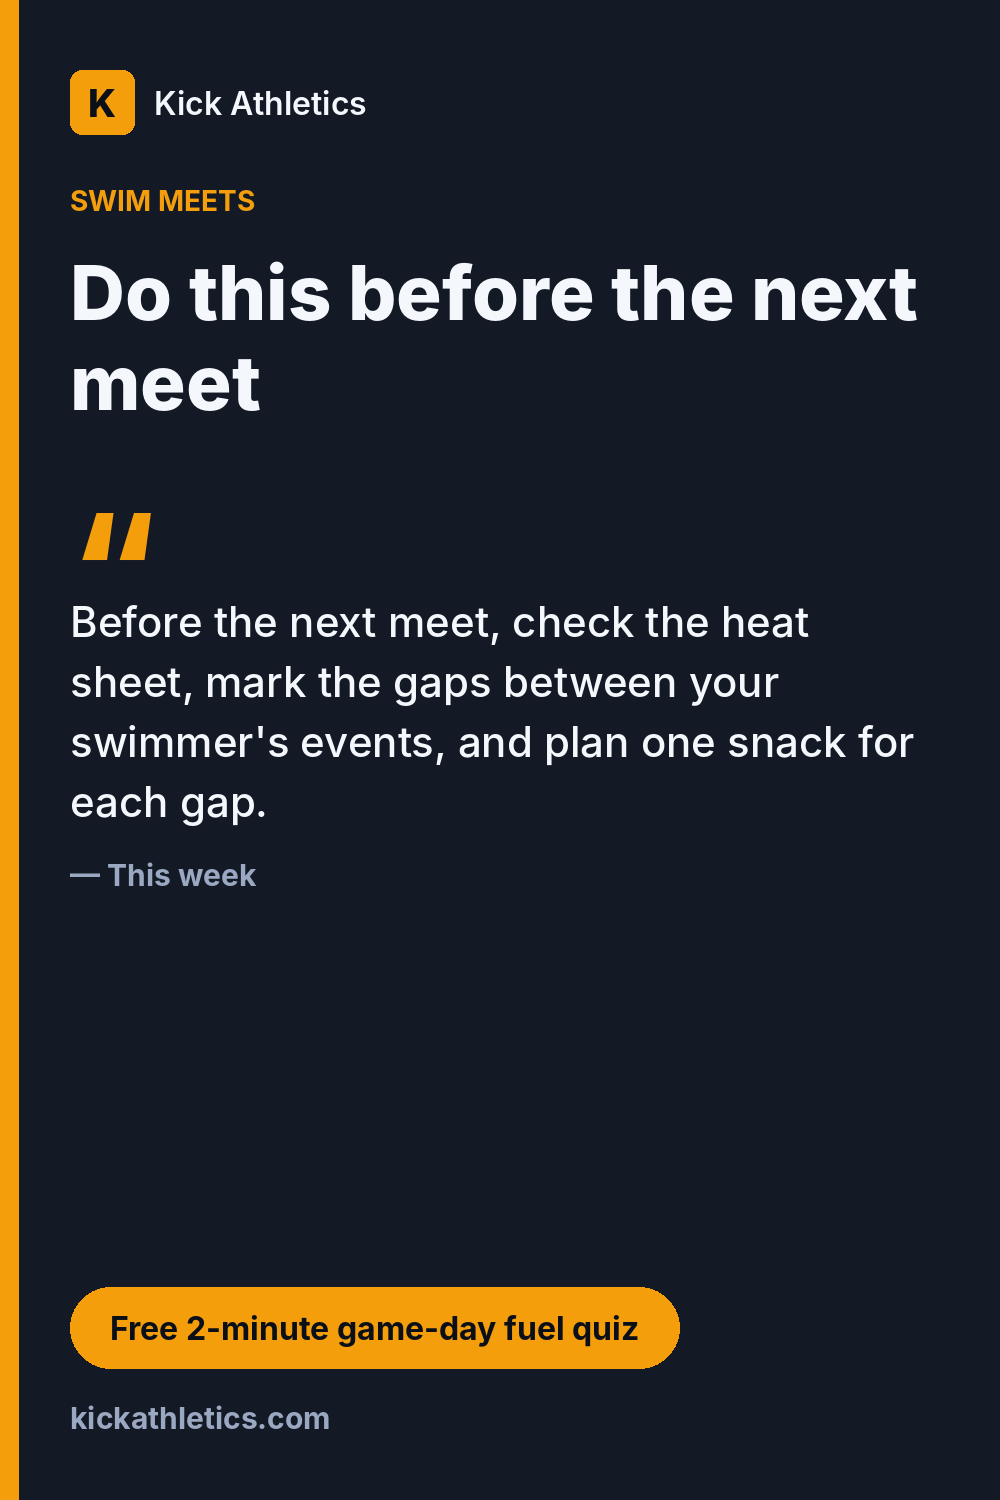 K
Kick Athletics
SWIM MEETS
Do this before the next
meet
"
Before the next meet, check the heat
sheet, mark the gaps between your
swimmer's events, and plan one snack for
each gap.
— This week
Free 2-minute game-day fuel quiz
kickathletics.com